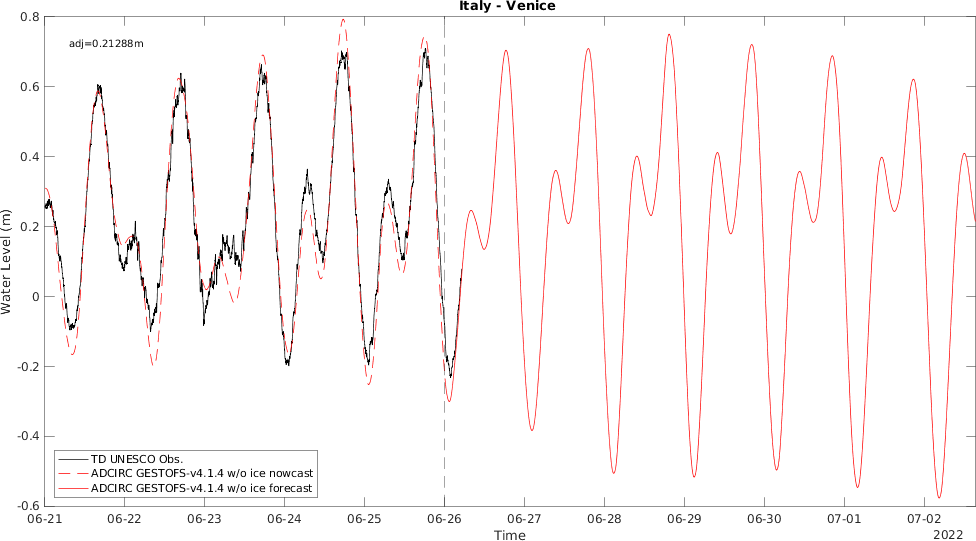 Italy - Venice
adj=0.21288m
Water Level (m)
0.8
0.6
0.4
0.2
0
-0.2
-0.4
-0.6
TD UNESCO Obs.
ADCIRC GESTOFS-v4.1.4 w/o ice nowcast
ADCIRC GESTOFS-v4.1.4 w/o ice forecast
06-21 06-22 06-23 06-24 06-25 06-26 06-27 06-28 06-29 06-30 07-01 07-02
Time
2022